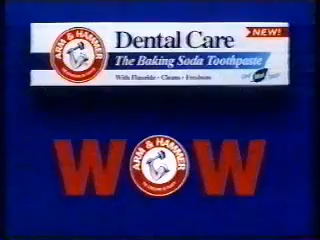 ARM & HAMMER
Dental Care
NEW!
The Baking Soda Toothpaste
With Fluoride · Cleans · Freshens
WOW
ARM & HAMMER